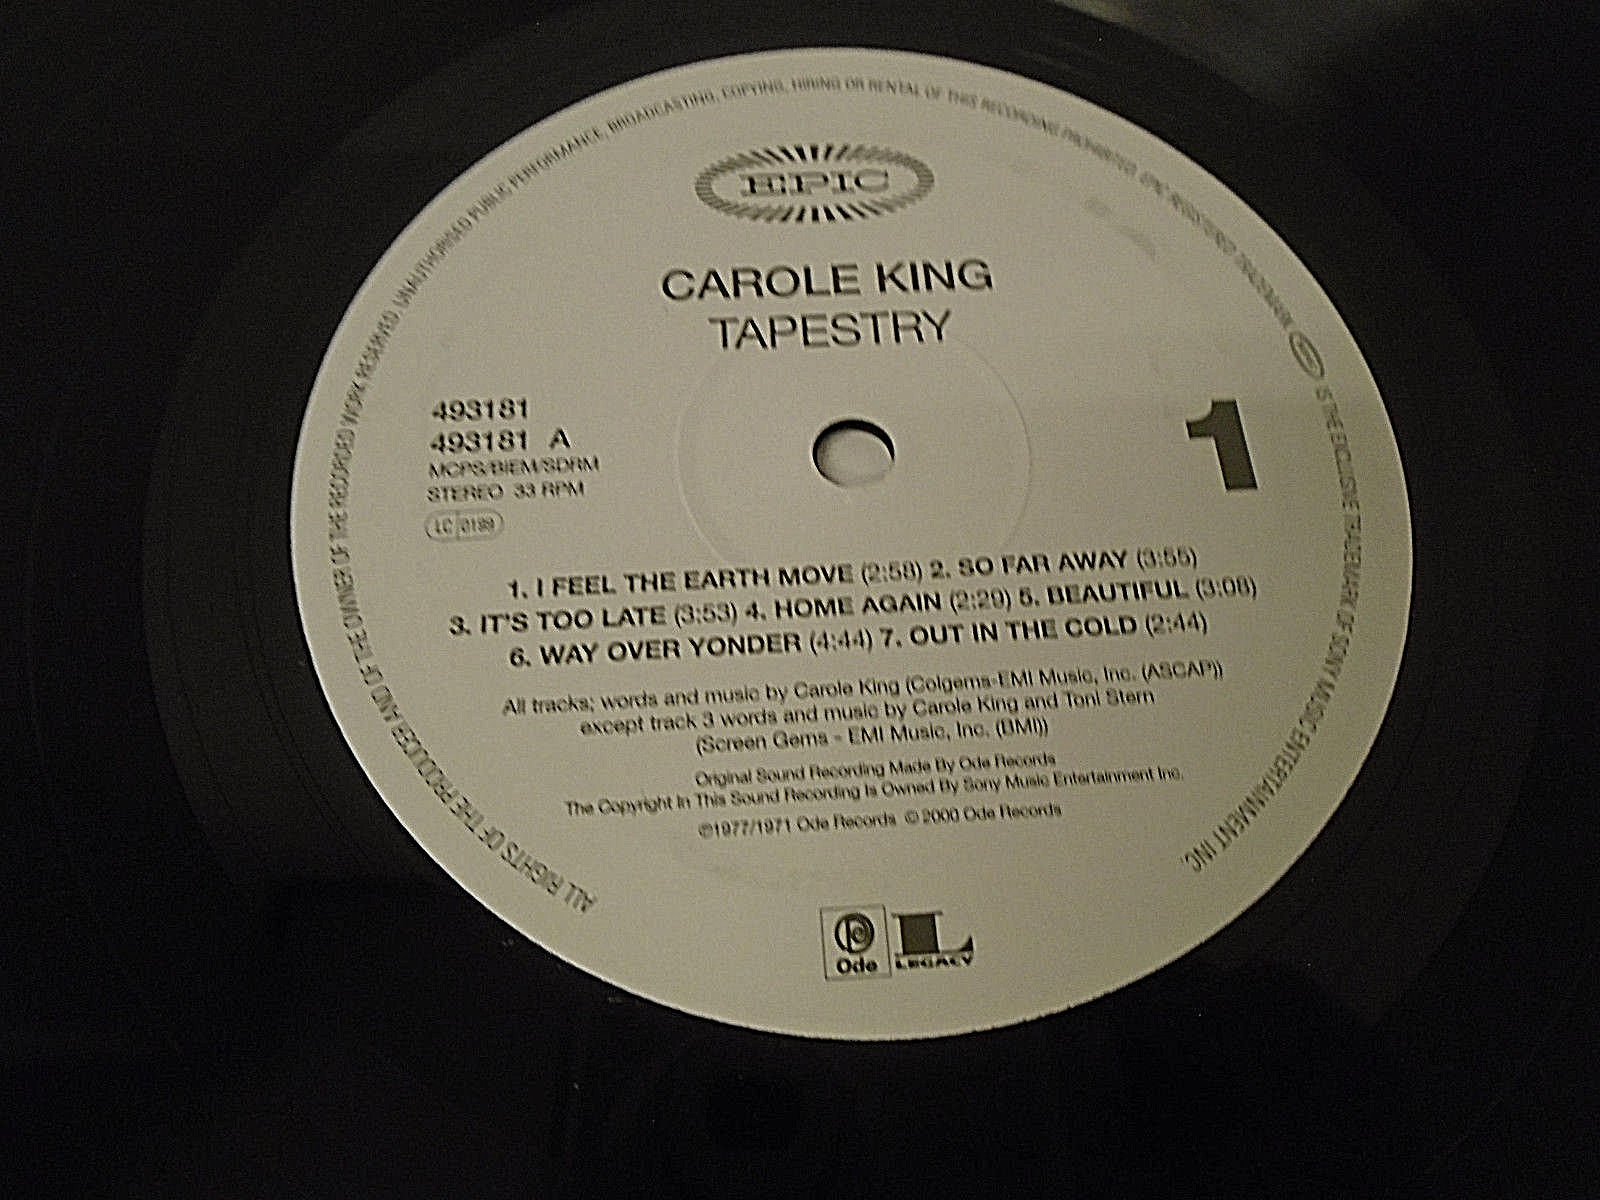 ALL RIGHTS OF THE PRODUCER AND OF THE OWNER OF THE RECORDED WORK RESERVED. UNAUTHORISED PUBLIC PERFORMANCE, BROADCASTING, COPYING, HIRING OR RENTAL OF THIS RECORDING PROHIBITED. EPIC REGISTERED TRADEMARK EPIC IS THE EXCLUSIVE TRADEMARK OF SONY MUSIC ENTERTAINMENT INC.
EPIC
CAROLE KING
TAPESTRY
493181
493181 A
MCPS/BIEM/SDRM
STEREO 33 RPM
LC 0199
1
1. I FEEL THE EARTH MOVE (2:58) 2. SO FAR AWAY (3:55)
3. IT'S TOO LATE (3:53) 4. HOME AGAIN (2:29) 5. BEAUTIFUL (3:08)
6. WAY OVER YONDER (4:44) 7. OUT IN THE COLD (2:44)
All tracks; words and music by Carole King (Colgems-EMI Music, Inc. (ASCAP))
except track 3 words and music by Carole King and Toni Stern
(Screen Gems - EMI Music, Inc. (BMI))
Original Sound Recording Made By Ode Records
The Copyright In This Sound Recording Is Owned By Sony Music Entertainment Inc.
℗1977/1971 Ode Records © 2000 Ode Records
Ode
L
LEGACY